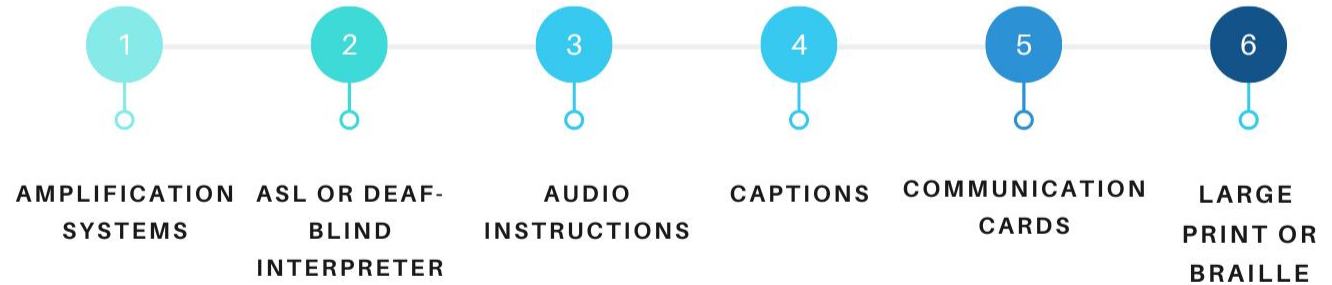 1
AMPLIFICATION
SYSTEMS
2
ASL OR DEAF-
BLIND
INTERPRETER
3
AUDIO
INSTRUCTIONS
4
CAPTIONS
5
COMMUNICATION
CARDS
6
LARGE
PRINT OR
BRAILLE